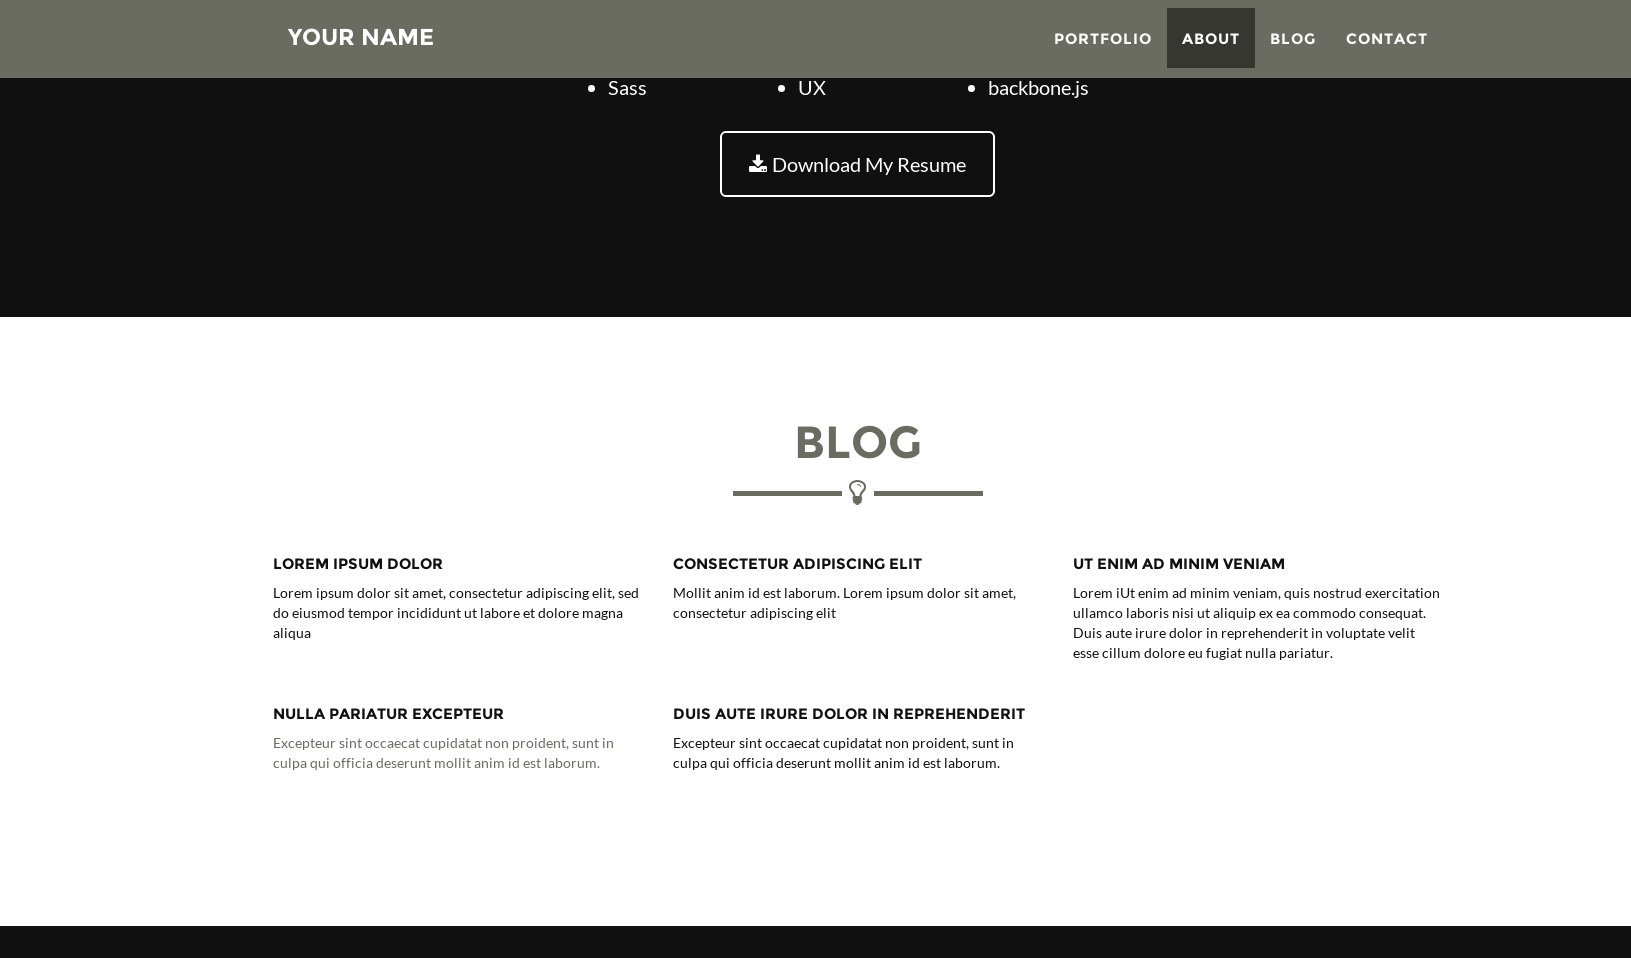 YOUR NAME
PORTFOLIO
ABOUT
BLOG
CONTACT
Sass
UX
backbone.js
Download My Resume
BLOG
LOREM IPSUM DOLOR
Lorem ipsum dolor sit amet, consectetur adipiscing elit, sed
do eiusmod tempor incididunt ut labore et dolore magna
aliqua
CONSECTETUR ADIPISCING ELIT
Mollit anim id est laborum. Lorem ipsum dolor sit amet,
consectetur adipiscing elit
UT ENIM AD MINIM VENIAM
Lorem iUt enim ad minim veniam, quis nostrud exercitation
ullamco laboris nisi ut aliquip ex ea commodo consequat.
Duis aute irure dolor in reprehenderit in voluptate velit
esse cillum dolore eu fugiat nulla pariatur.
NULLA PARIATUR EXCEPTEUR
Excepteur sint occaecat cupidatat non proident, sunt in
culpa qui officia deserunt mollit anim id est laborum.
DUIS AUTE IRURE DOLOR IN REPREHENDERIT
Excepteur sint occaecat cupidatat non proident, sunt in
culpa qui officia deserunt mollit anim id est laborum.